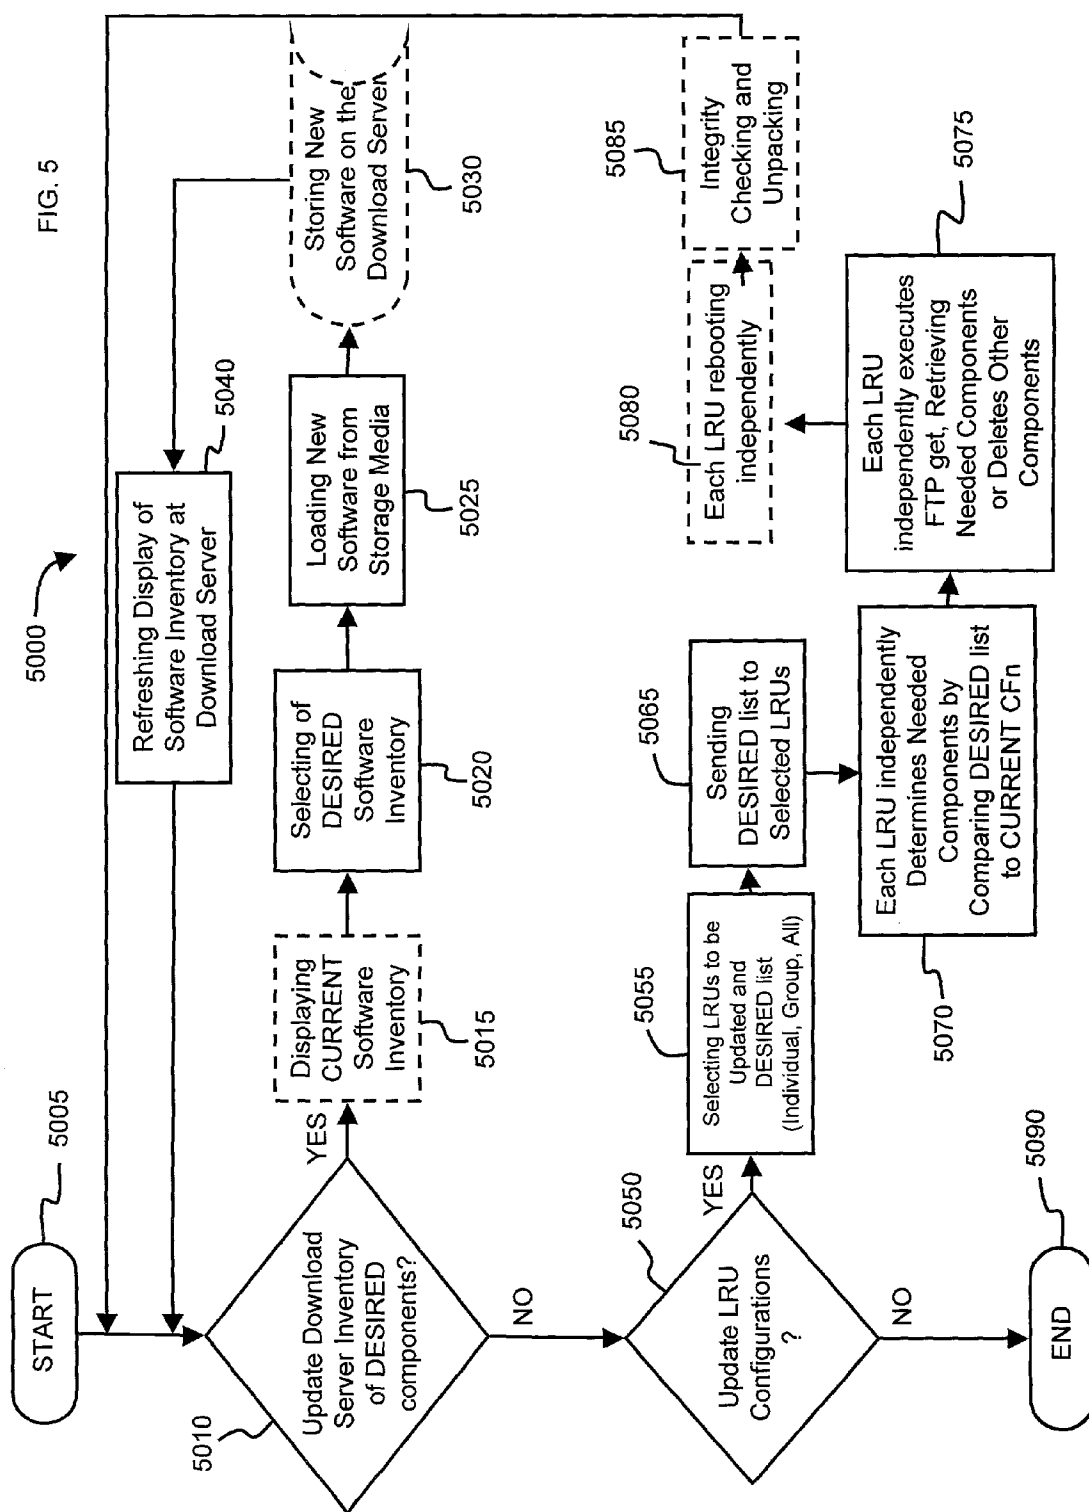 FIG. 5
5000
START
5005
Update Download
Server Inventory
of DESIRED
components?
5010
YES
NO
Displaying
CURRENT
Software
Inventory
5015
Selecting of
DESIRED
Software
Inventory
5020
Loading New
Software from
Storage Media
5025
Storing New
Software on the
Download Server
5030
Refreshing Display of
Software Inventory at
Download Server
5040
Update LRU
Configurations
?
5050
YES
NO
Selecting LRUs to be
Updated and
DESIRED list
(Individual, Group, All)
5055
Sending
DESIRED list to
Selected LRUs
5065
Each LRU independently
Determines Needed
Components by
Comparing DESIRED list
to CURRENT CFn
5070
Each LRU
independently executes
FTP get, Retrieving
Needed Components
or Deletes Other
Components
5075
Each LRU rebooting
independently
5080
Integrity
Checking and
Unpacking
5085
END
5090